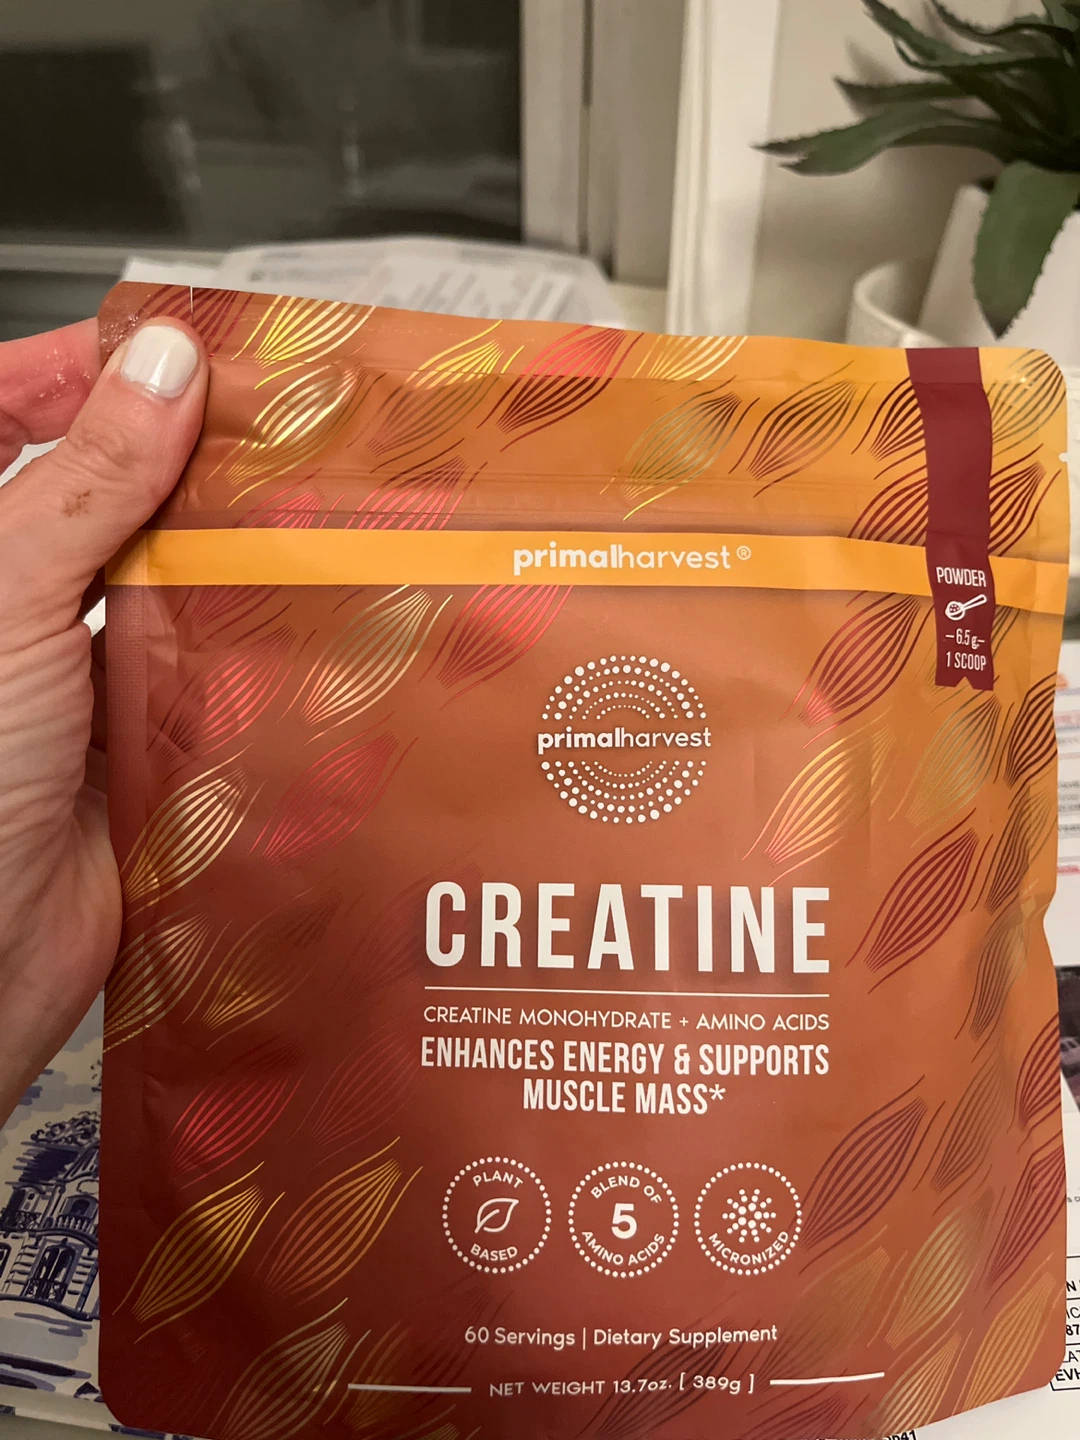 primalharvest®
POWDER
–6.5g–
1 SCOOP
primalharvest
CREATINE
CREATINE MONOHYDRATE + AMINO ACIDS
ENHANCES ENERGY & SUPPORTS
MUSCLE MASS*
PLANT
BASED
BLEND OF
5
AMINO ACIDS
MICRONIZED
60 Servings | Dietary Supplement
NET WEIGHT 13.7oz. [ 389g ]